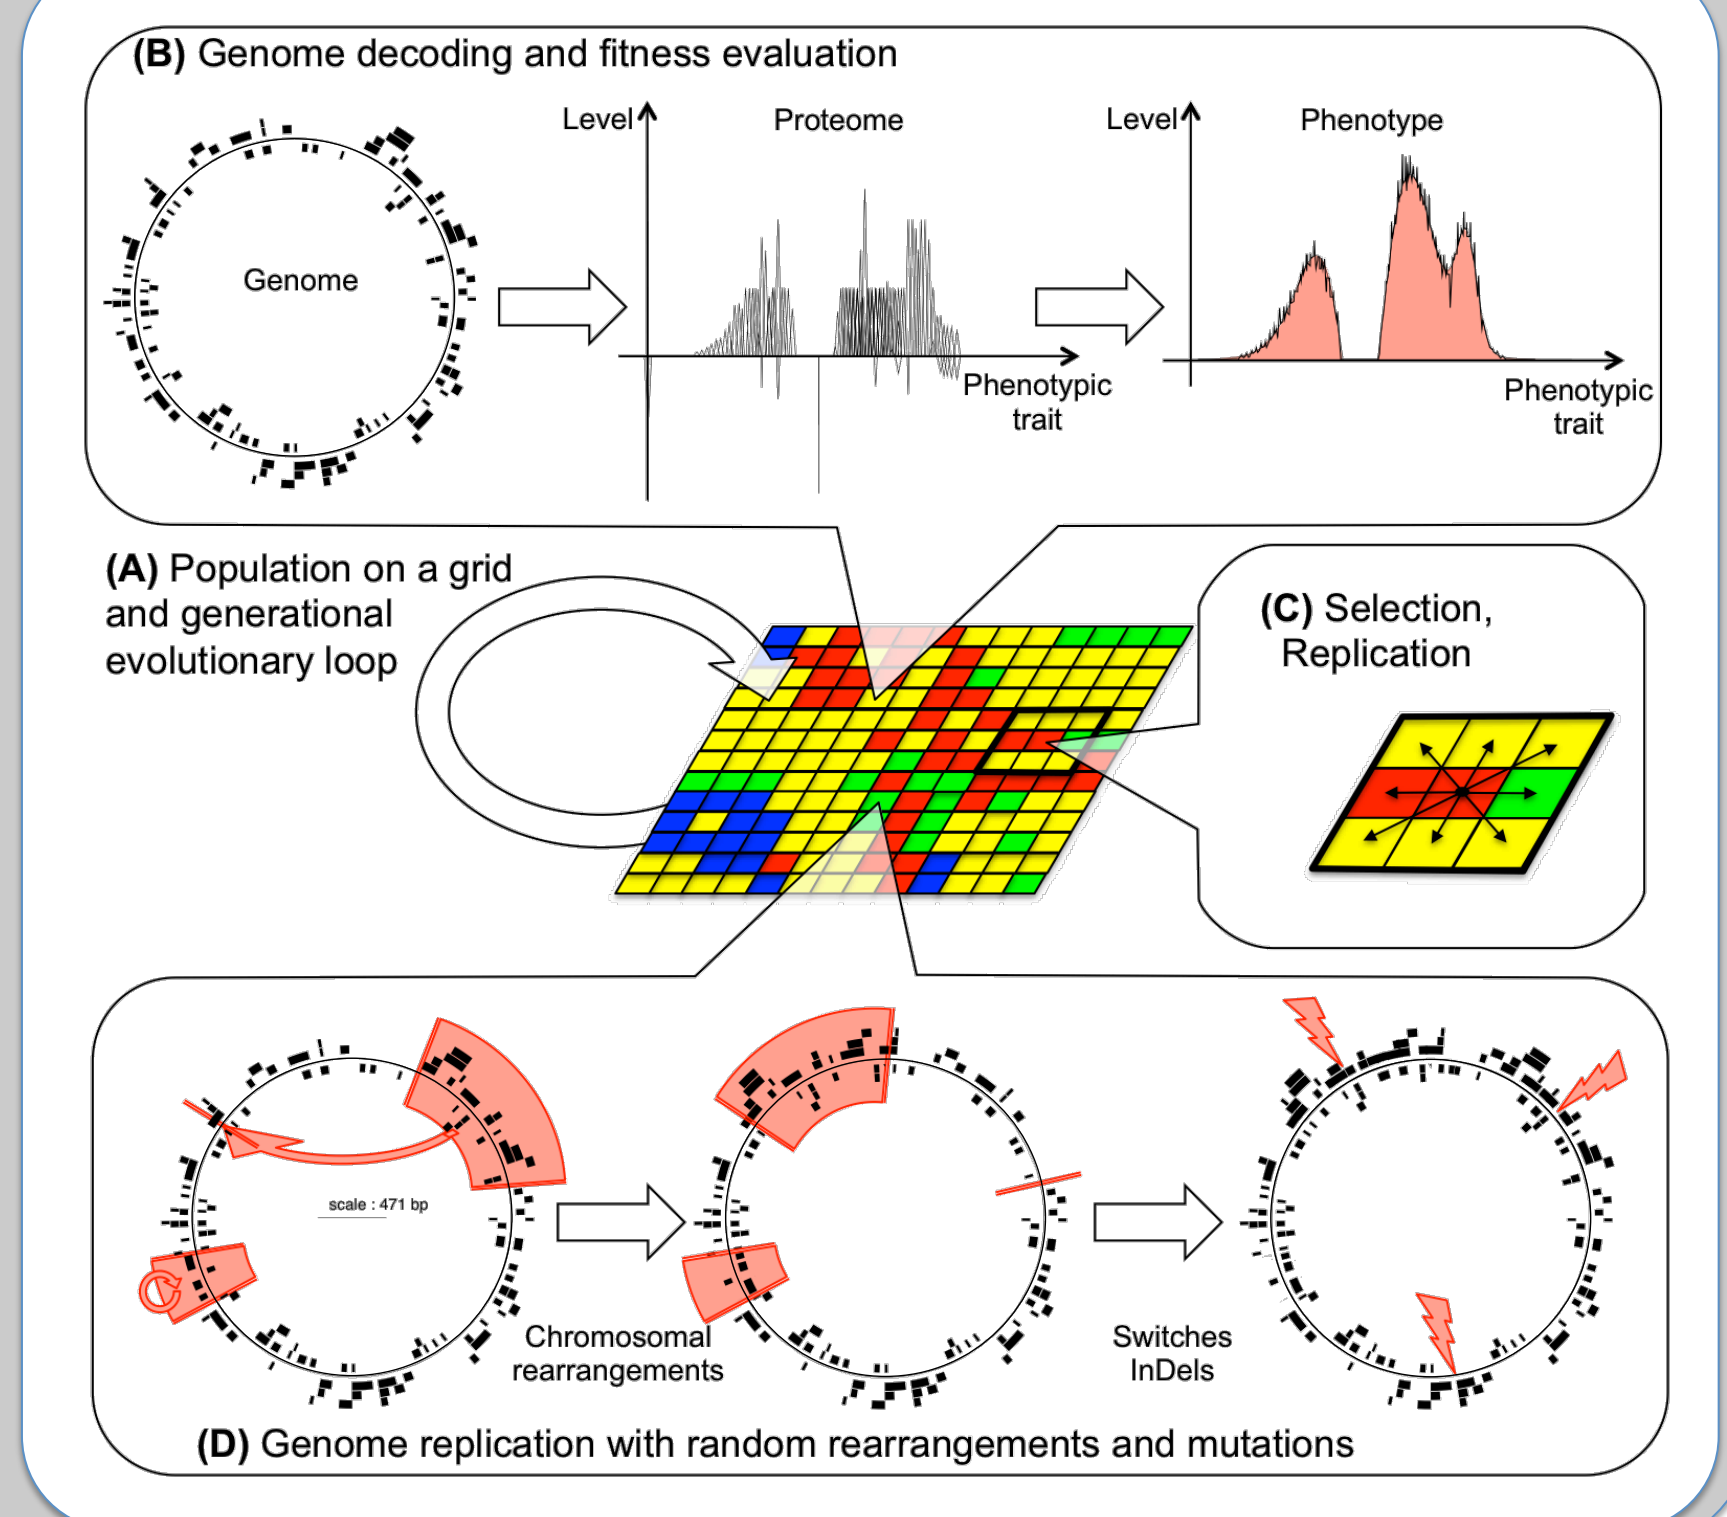 (B) Genome decoding and fitness evaluation
Level
Proteome
Level
Phenotype
Genome
Phenotypic
trait
Phenotypic
trait
(A) Population on a grid
and generational
evolutionary loop
(C) Selection,
Replication
scale : 471 bp
Chromosomal
rearrangements
Switches
InDels
(D) Genome replication with random rearrangements and mutations